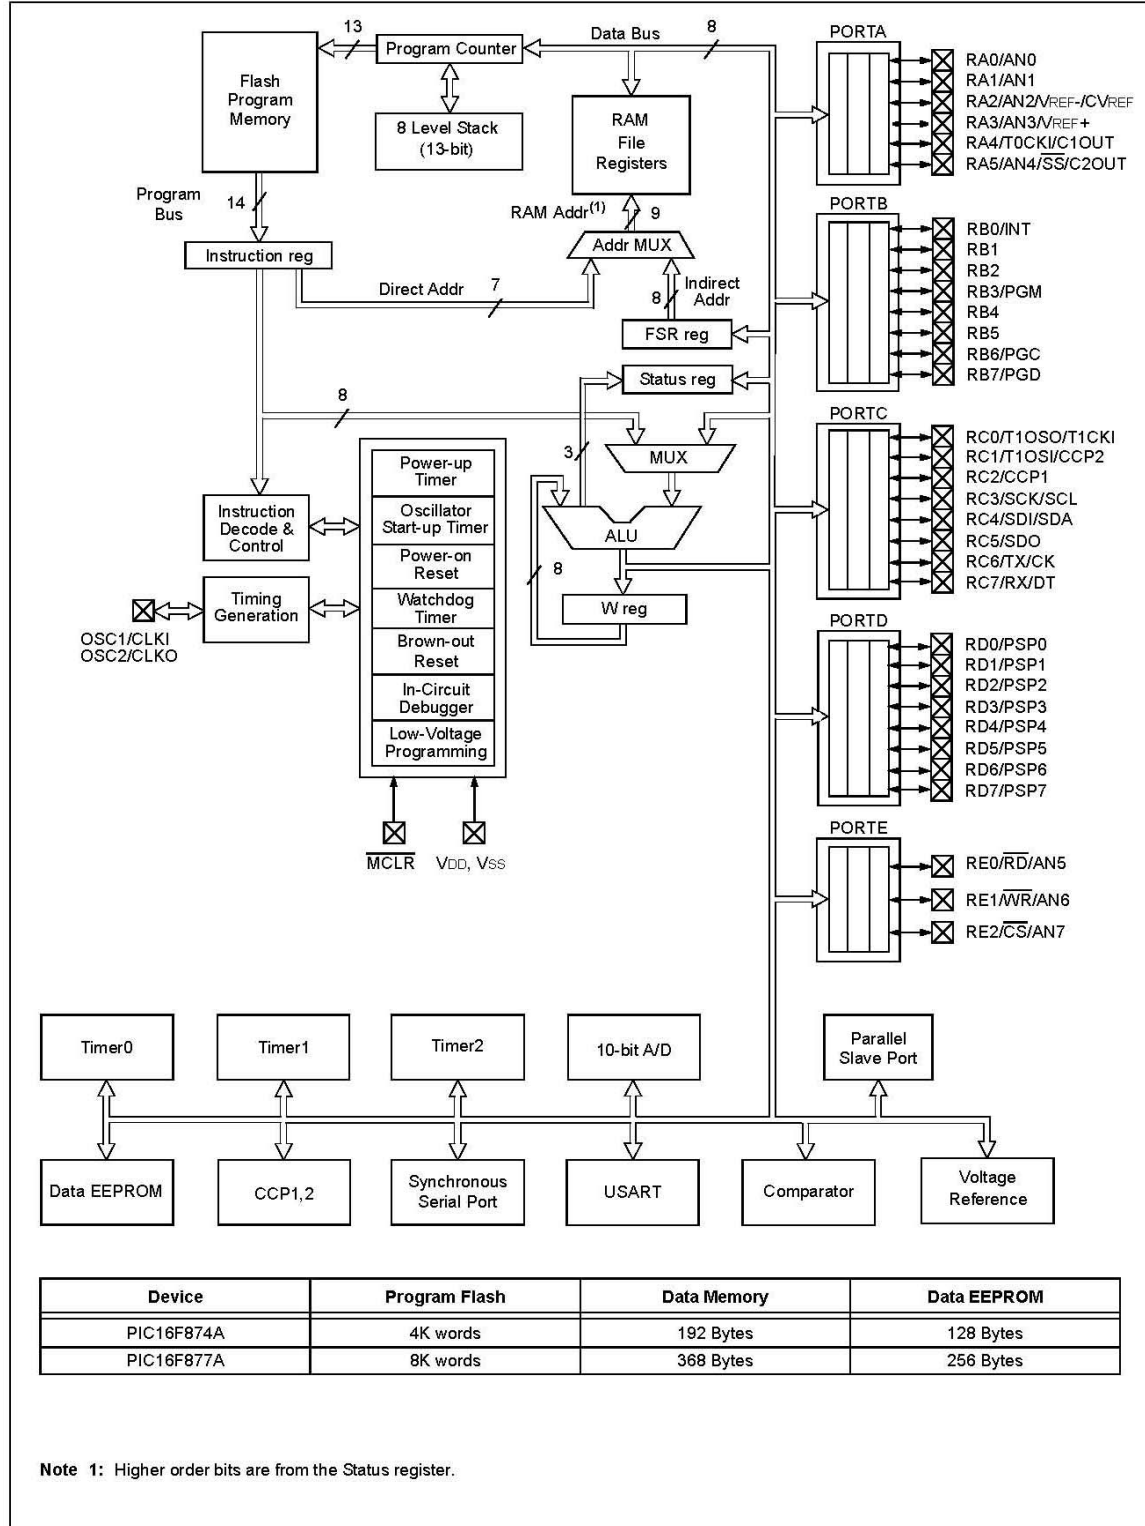 13
Program Counter
Data Bus
8
Flash
Program
Memory
8 Level Stack
(13-bit)
RAM
File
Registers
Program
Bus
14
RAM Addr(1)
9
Addr MUX
Instruction reg
Direct Addr
7
8
Indirect
Addr
FSR reg
Status reg
8
3
MUX
ALU
8
W reg
Power-up
Timer
Oscillator
Start-up Timer
Power-on
Reset
Watchdog
Timer
Brown-out
Reset
In-Circuit
Debugger
Low-Voltage
Programming
Instruction
Decode &
Control
Timing
Generation
OSC1/CLKI
OSC2/CLKO
MCLR
VDD, VSS
PORTA
RA0/AN0
RA1/AN1
RA2/AN2/VREF-/CVREF
RA3/AN3/VREF+
RA4/T0CKI/C1OUT
RA5/AN4/SS/C2OUT
PORTB
RB0/INT
RB1
RB2
RB3/PGM
RB4
RB5
RB6/PGC
RB7/PGD
PORTC
RC0/T1OSO/T1CKI
RC1/T1OSI/CCP2
RC2/CCP1
RC3/SCK/SCL
RC4/SDI/SDA
RC5/SDO
RC6/TX/CK
RC7/RX/DT
PORTD
RD0/PSP0
RD1/PSP1
RD2/PSP2
RD3/PSP3
RD4/PSP4
RD5/PSP5
RD6/PSP6
RD7/PSP7
PORTE
RE0/RD/AN5
RE1/WR/AN6
RE2/CS/AN7
Timer0
Timer1
Timer2
10-bit A/D
Parallel
Slave Port
Data EEPROM
CCP1,2
Synchronous
Serial Port
USART
Comparator
Voltage
Reference
Device Program Flash Data Memory Data EEPROM
PIC16F874A 4K words 192 Bytes 128 Bytes
PIC16F877A 8K words 368 Bytes 256 Bytes
Note 1: Higher order bits are from the Status register.